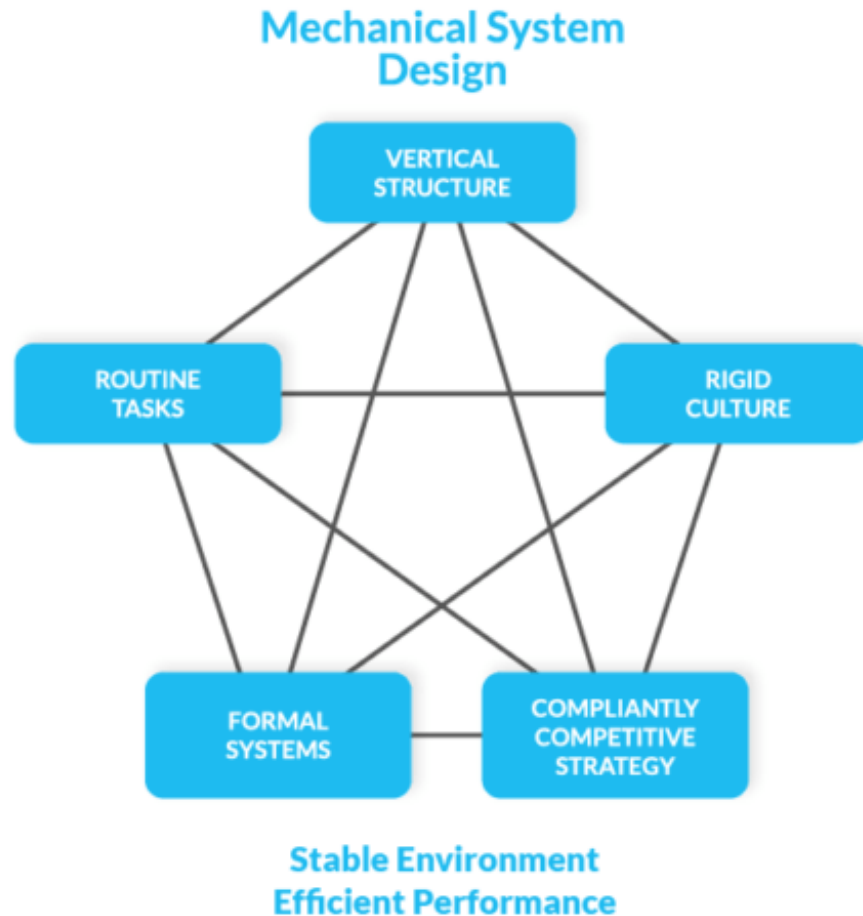 Mechanical System
Design
VERTICAL
STRUCTURE
ROUTINE
TASKS
RIGID
CULTURE
FORMAL
SYSTEMS
COMPLIANTLY
COMPETITIVE
STRATEGY
Stable Environment
Efficient Performance